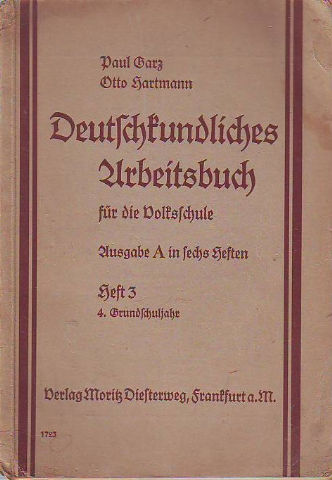 Paul Garz
Otto Hartmann
Deutschkundliches
Arbeitsbuch
für die Volksschule
Ausgabe A in sechs Heften
Heft 3
4. Grundschuljahr
Verlag Moritz Diesterweg, Frankfurt a. M.
1723